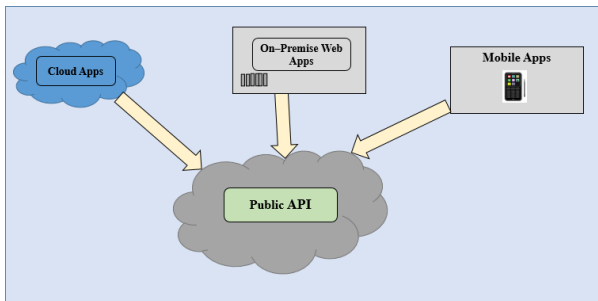 Cloud Apps
On–Premise Web
Apps
Mobile Apps
Public API